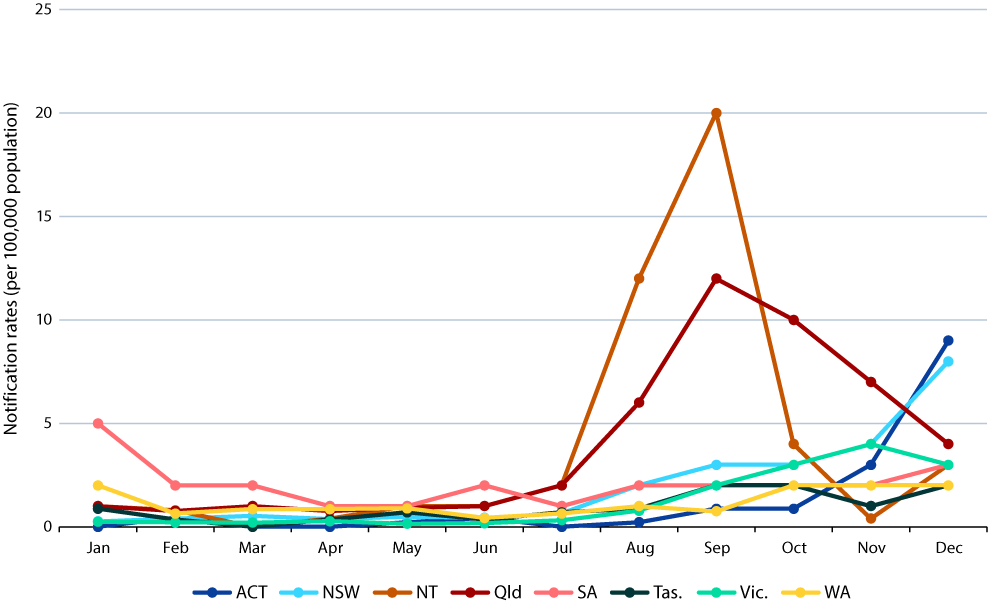 Notification rates (per 100,000 population)
25
20
15
10
5
0
Jan Feb Mar Apr May Jun Jul Aug Sep Oct Nov Dec
ACT NSW NT Qld SA Tas. Vic. WA